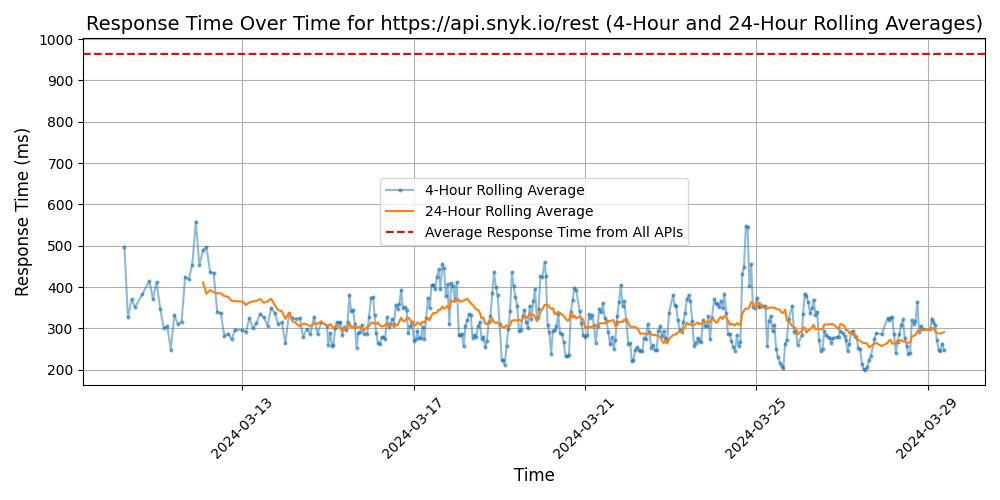 Response Time Over Time for https://api.snyk.io/rest (4-Hour and 24-Hour Rolling Averages)
Response Time (ms)
1000
900
800
700
600
500
400
300
200
4-Hour Rolling Average
24-Hour Rolling Average
Average Response Time from All APIs
2024-03-13
2024-03-17
2024-03-21
2024-03-25
2024-03-29
Time